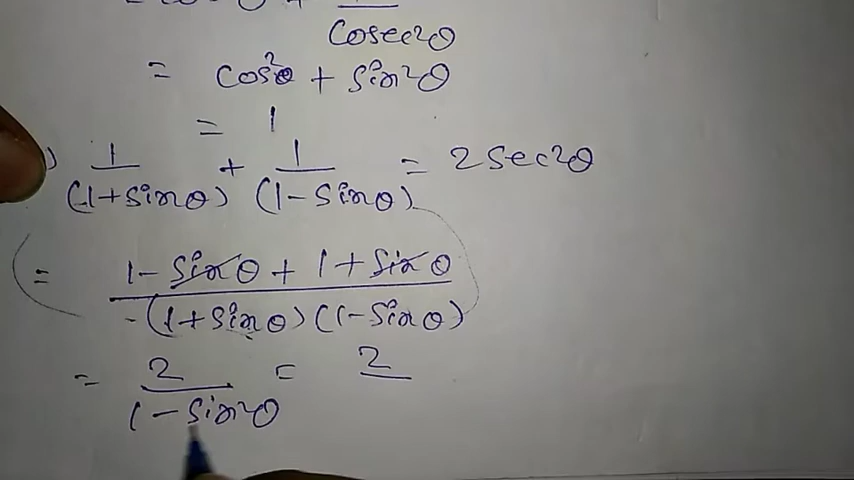 cosec²θ
= cos²θ + sin²θ
= 1
) 1/(1+sinθ) + 1/(1-sinθ) = 2sec²θ
= 1-sinθ + 1+sinθ / -(1+sinθ)(1-sinθ)
= 2/1-sin²θ = 2